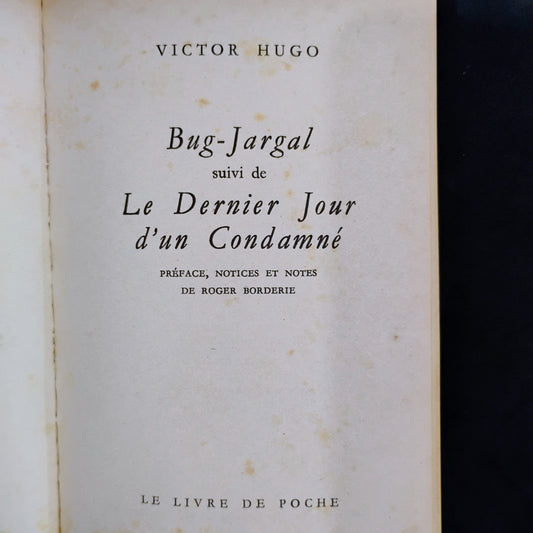 VICTOR HUGO
Bug-Jargal
suivi de
Le Dernier Jour
d'un Condamné
PRÉFACE, NOTICES ET NOTES
DE ROGER BORDERIE
LE LIVRE DE POCHE